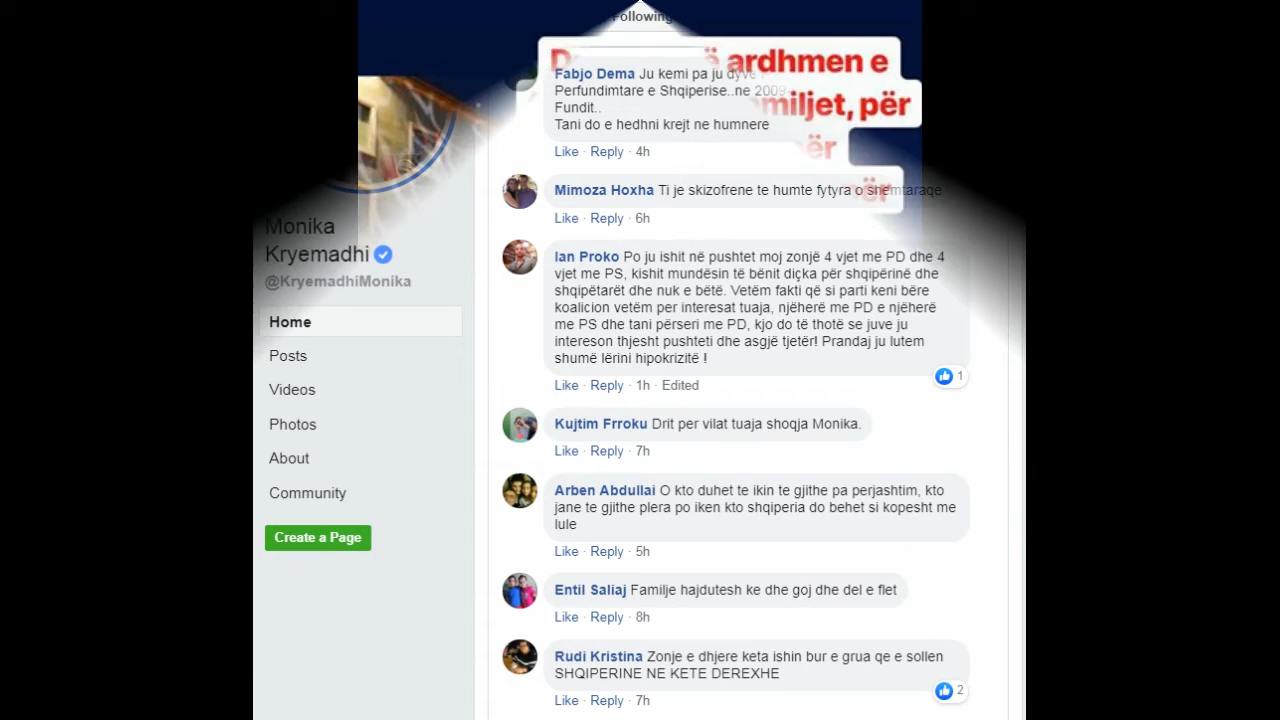 Following
ardhmen e
miljet, për
ër
ër
Fabjo Dema Ju kemi pa ju dyve
Perfundimtare e Shqiperise..ne 2009
Fundit..
Tani do e hedhni krejt ne humnere
Like · Reply · 4h
Mimoza Hoxha Ti je skizofrene te humte fytyra o shemtaraqe
Like · Reply · 6h
Monika
Kryemadhi
@KryemadhiMonika
Home
Posts
Videos
Photos
About
Community
Create a Page
Ian Proko Po ju ishit në pushtet moj zonjë 4 vjet me PD dhe 4
vjet me PS, kishit mundësin të bënit diçka për shqipërinë dhe
shqipëtarët dhe nuk e bëtë. Vetëm fakti që si parti keni bëre
koalicion vetëm per interesat tuaja, njëherë me PD e njëherë
me PS dhe tani përseri me PD, kjo do të thotë se juve ju
intereson thjesht pushteti dhe asgjë tjetër! Prandaj ju lutem
shumë lërini hipokrizitë !
1
Like · Reply · 1h · Edited
Kujtim Frroku Drit per vilat tuaja shoqja Monika.
Like · Reply · 7h
Arben Abdullai O kto duhet te ikin te gjithe pa perjashtim, kto
jane te gjithe plera po iken kto shqiperia do behet si kopesht me
lule
Like · Reply · 5h
Entil Saliaj Familje hajdutesh ke dhe goj dhe del e flet
Like · Reply · 8h
Rudi Kristina Zonje e dhjere keta ishin bur e grua qe e sollen
SHQIPERINE NE KETE DEREXHE
2
Like · Reply · 7h